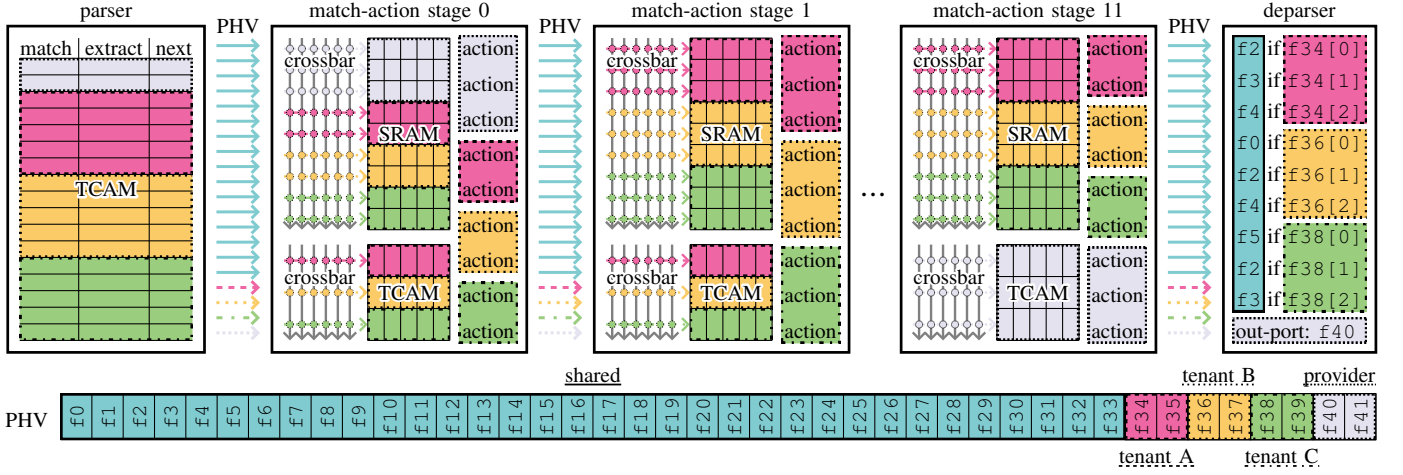 parser
match extract next
TCAM
PHV
match-action stage 0
crossbar
SRAM
crossbar
TCAM
action
action
action
action
action
action
action
action
action
PHV
match-action stage 1
crossbar
SRAM
crossbar
TCAM
action
action
action
action
action
action
action
action
action
...
match-action stage 11
crossbar
SRAM
crossbar
TCAM
action
action
action
action
action
action
action
action
action
PHV
deparser
f2 if f34[0]
f3 if f34[1]
f4 if f34[2]
f0 if f36[0]
f2 if f36[1]
f4 if f36[2]
f5 if f38[0]
f2 if f38[1]
f3 if f38[2]
out-port: f40
shared
tenant B
provider
PHV
f0 f1 f2 f3 f4 f5 f6 f7 f8 f9 f10 f11 f12 f13 f14 f15 f16 f17 f18 f19 f20 f21 f22 f23 f24 f25 f26 f27 f28 f29 f30 f31 f32 f33 f34 f35 f36 f37 f38 f39 f40 f41
tenant A
tenant C